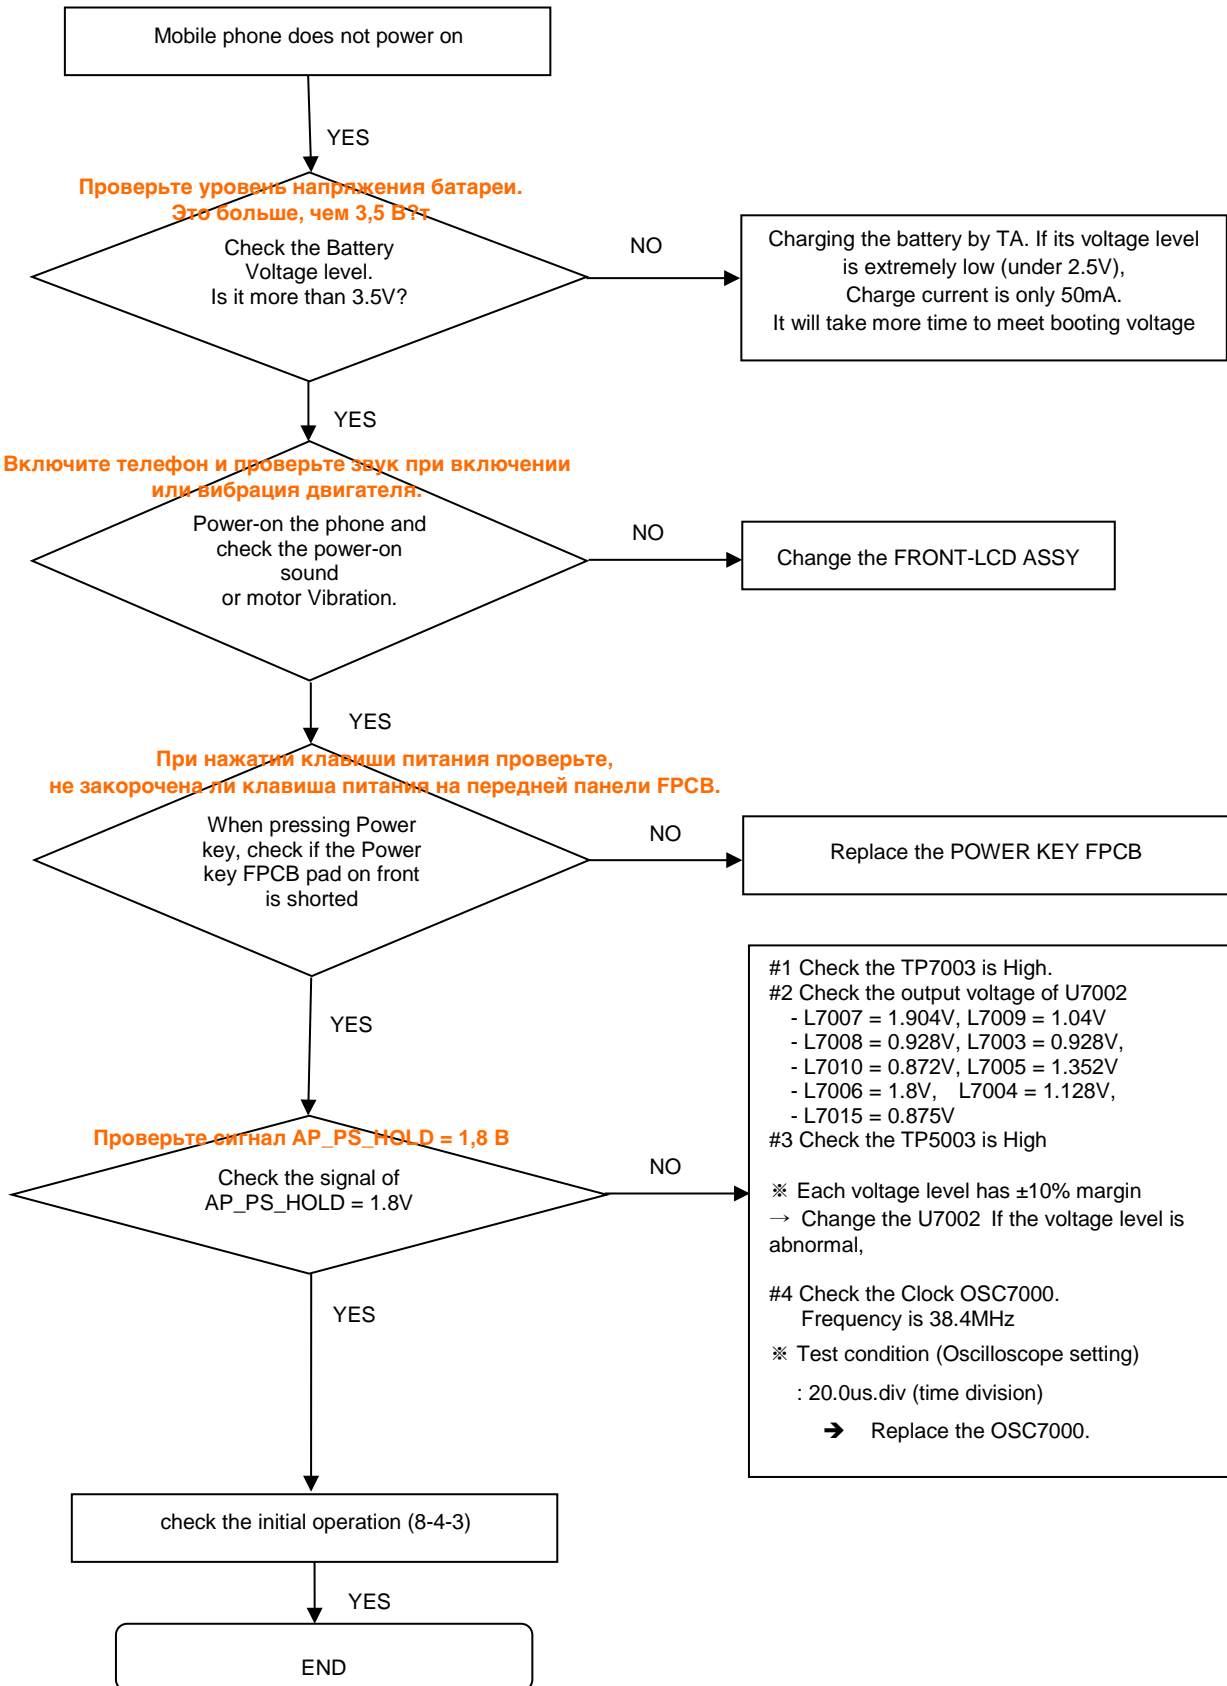 Mobile phone does not power on
YES
Проверьте уровень напряжения батареи.
Это больше, чем 3,5 В?т
Check the Battery
Voltage level.
Is it more than 3.5V?
NO
Charging the battery by TA. If its voltage level
is extremely low (under 2.5V),
Charge current is only 50mA.
It will take more time to meet booting voltage
YES
Включите телефон и проверьте звук при включении
или вибрация двигателя.
Power-on the phone and
check the power-on
sound
or motor Vibration.
NO
Change the FRONT-LCD ASSY
YES
При нажатии клавиши питания проверьте,
не закорочена ли клавиша питания на передней панели FPCB.
When pressing Power
key, check if the Power
key FPCB pad on front
is shorted
NO
Replace the POWER KEY FPCB
YES
Проверьте сигнал AP_PS_HOLD = 1,8 В
Check the signal of
AP_PS_HOLD = 1.8V
NO
#1 Check the TP7003 is High.
#2 Check the output voltage of U7002
- L7007 = 1.904V, L7009 = 1.04V
- L7008 = 0.928V, L7003 = 0.928V,
- L7010 = 0.872V, L7005 = 1.352V
- L7006 = 1.8V, L7004 = 1.128V,
- L7015 = 0.875V
#3 Check the TP5003 is High
※ Each voltage level has ±10% margin
→ Change the U7002 If the voltage level is
abnormal,
#4 Check the Clock OSC7000.
Frequency is 38.4MHz
※ Test condition (Oscilloscope setting)
: 20.0us.div (time division)
➔ Replace the OSC7000.
YES
check the initial operation (8-4-3)
YES
END